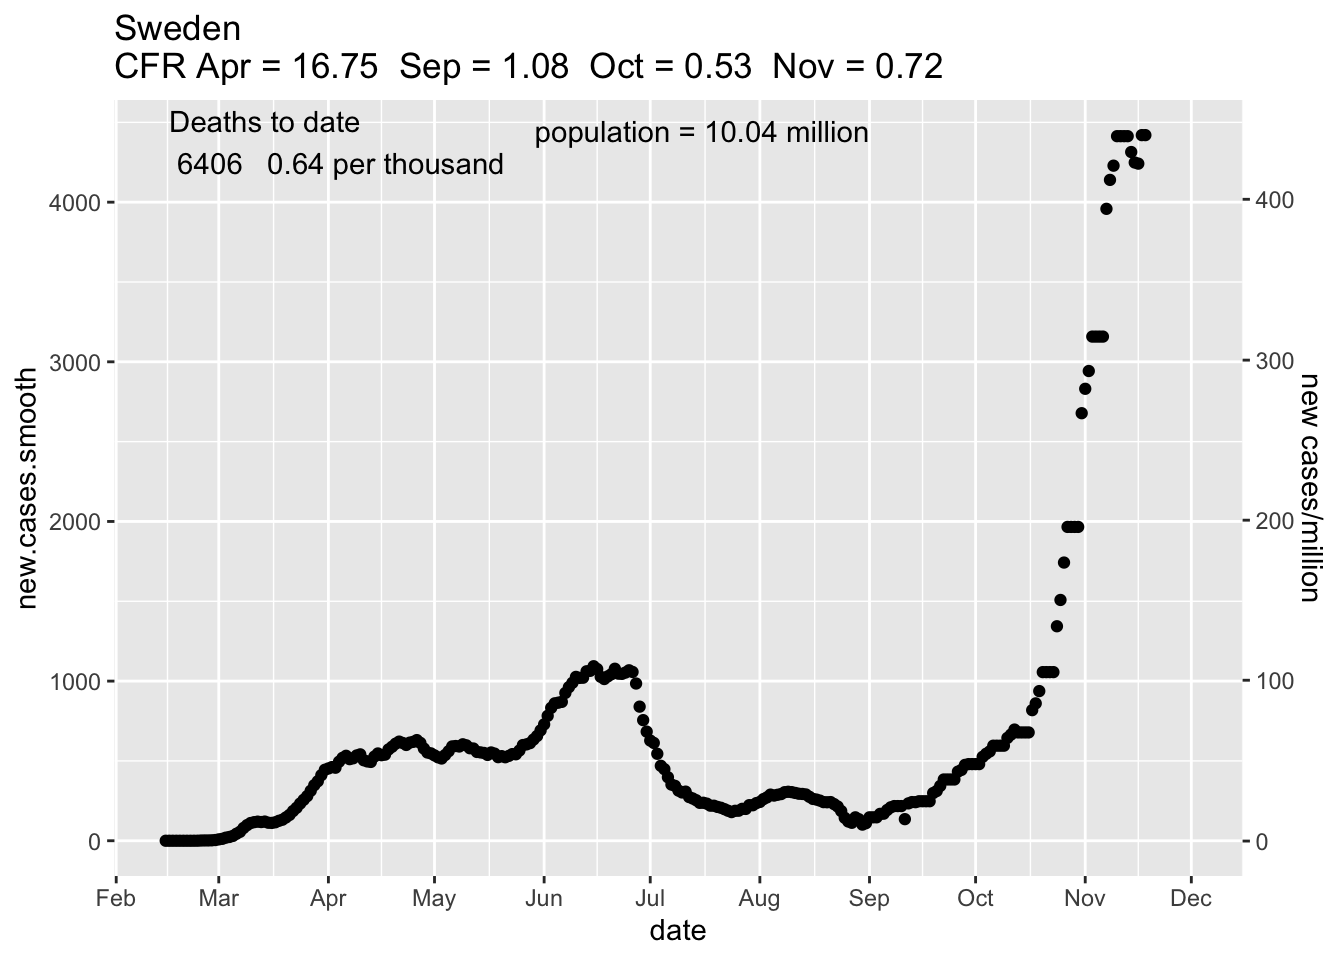 Sweden
CFR Apr = 16.75  Sep = 1.08  Oct = 0.53  Nov = 0.72
Deaths to date
6406   0.64 per thousand
population = 10.04 million
new.cases.smooth
4000
3000
2000
1000
0
400
300
200
100
0
new cases/million
Feb Mar Apr May Jun Jul Aug Sep Oct Nov Dec
date